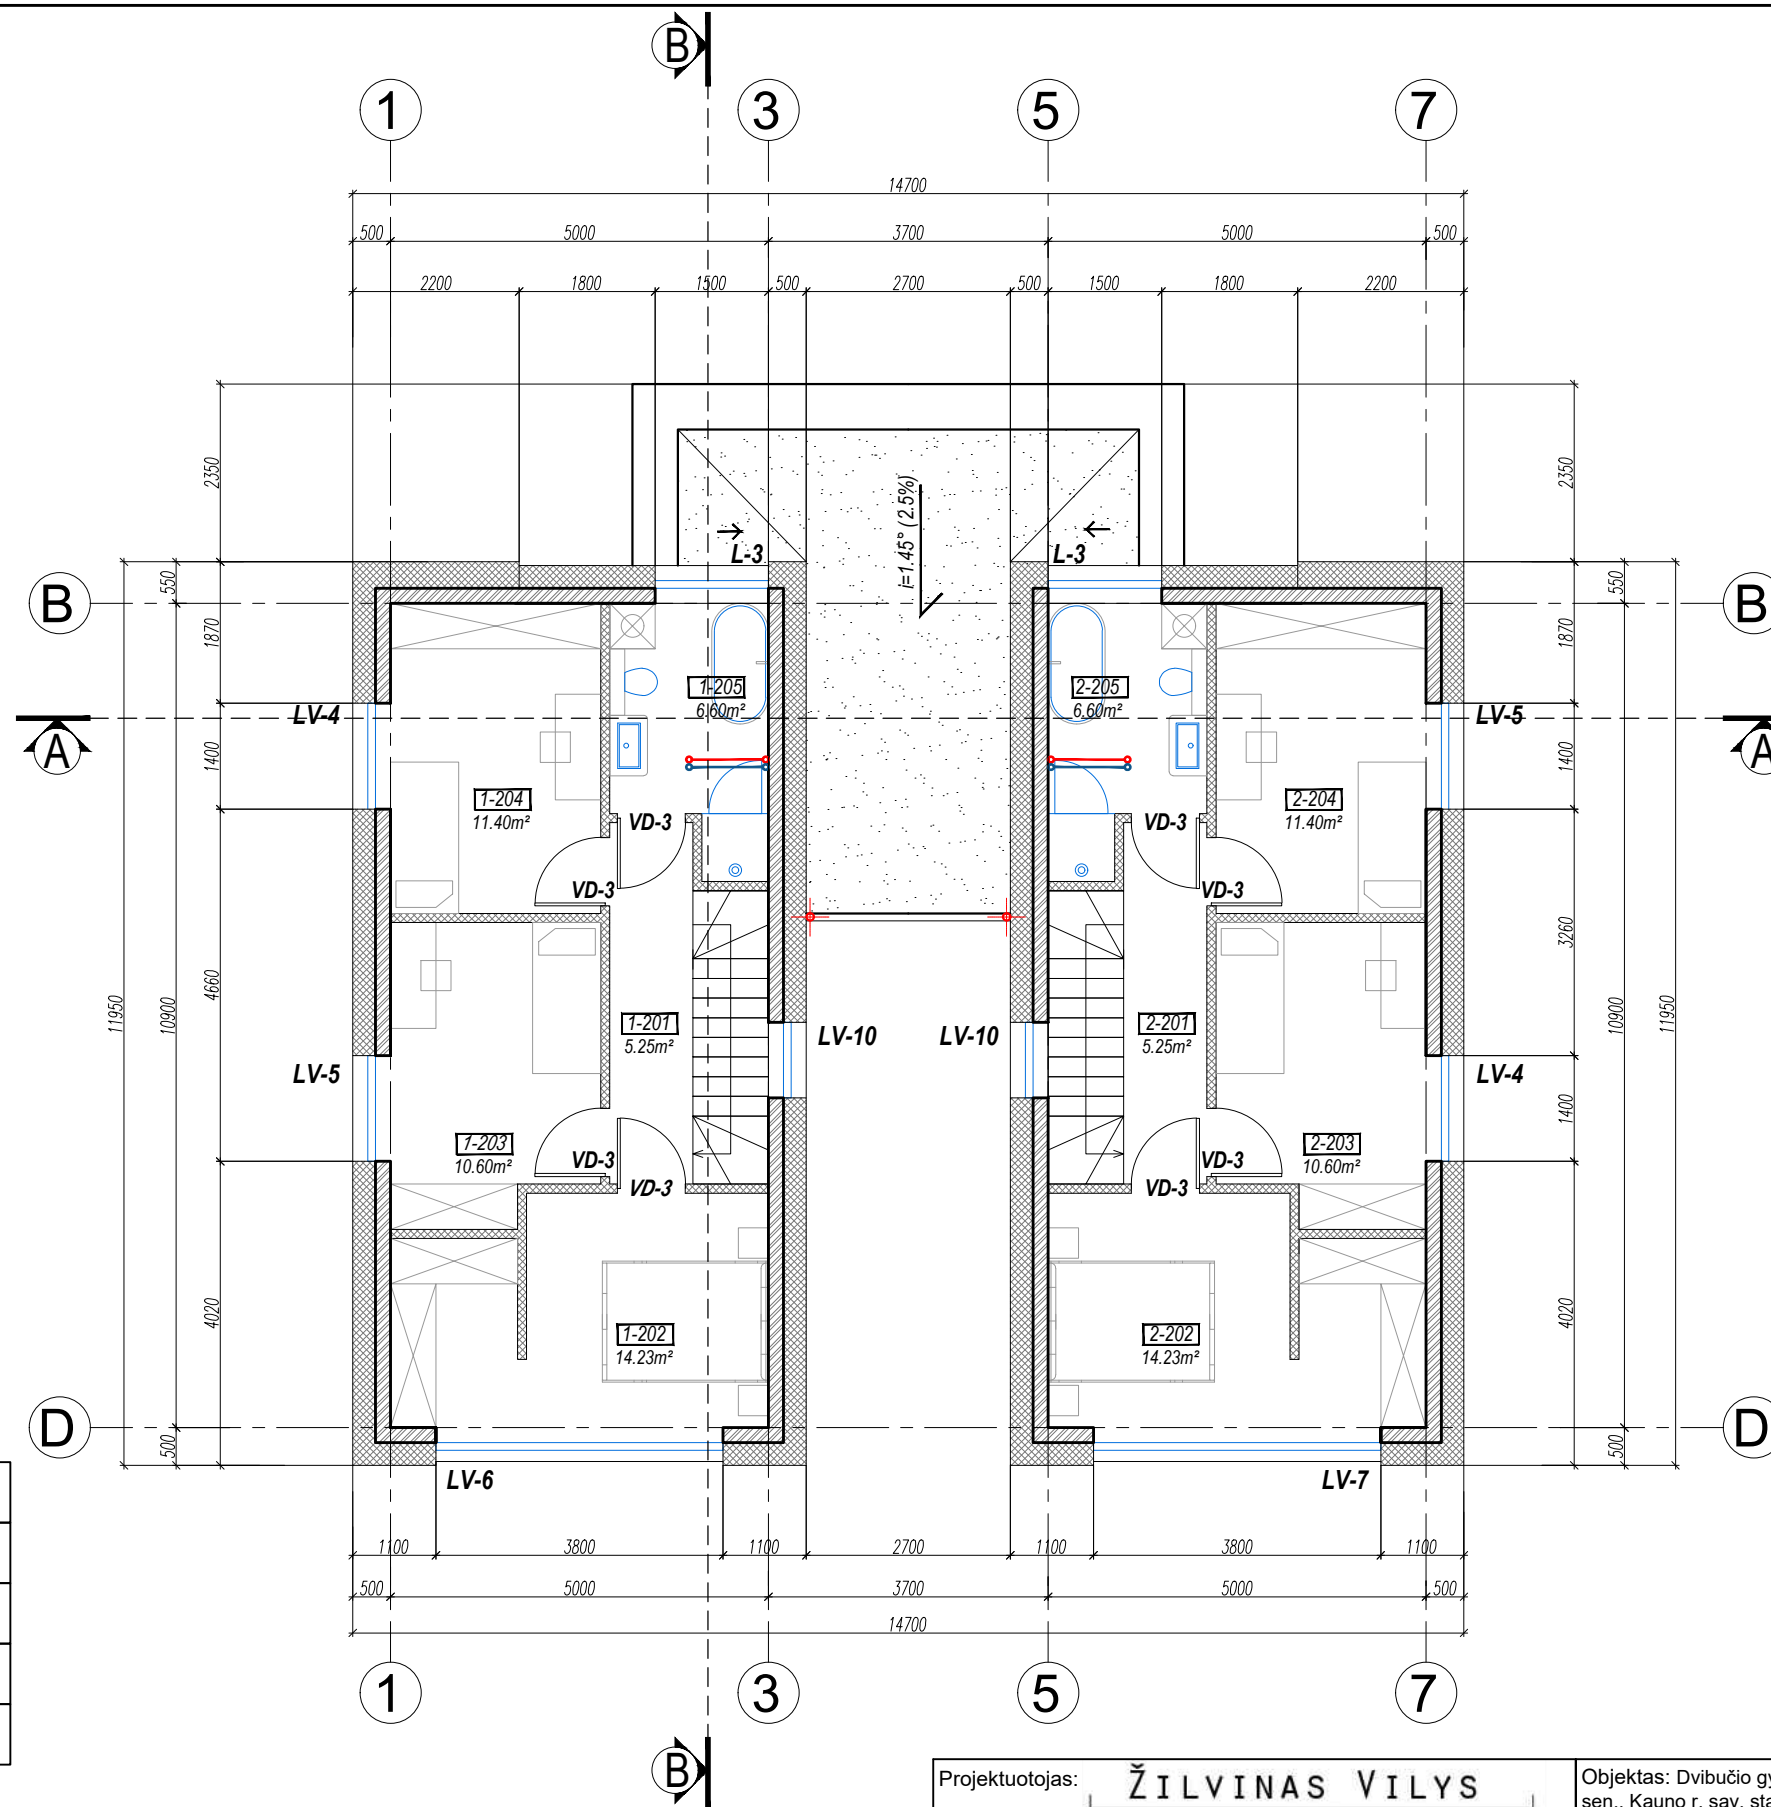 B
1 3 5 7
14700
500 5000 3700 5000 500
2200 1800 1500 500 2700 500 1500 1800 2200
2350 2350
i=1.45° (2.5%)
L-3 L-3
550 550
B B
1870 1870
1-205 2-205
6.60m² 6.60m²
LV-4 LV-5
A A
1400 1400
1-204 2-204
11.40m² 11.40m²
VD-3 VD-3
VD-3 VD-3
3260
4660
11950 10900 10900 11950
1-201 2-201
5.25m² 5.25m²
LV-10 LV-10
LV-5 LV-4
1400
1-203 2-203
10.60m² 10.60m²
VD-3 VD-3
VD-3 VD-3
4020 4020
1-202 2-202
14.23m² 14.23m²
D D
500 500
LV-6 LV-7
1100 3800 1100 2700 1100 3800 1100
500 5000 3700 5000 500
14700
1 3 5 7
B
Projektuotojas: ŽILVINAS VILYS
Objektas: Dvibučio
sen., Kauno r. sav.